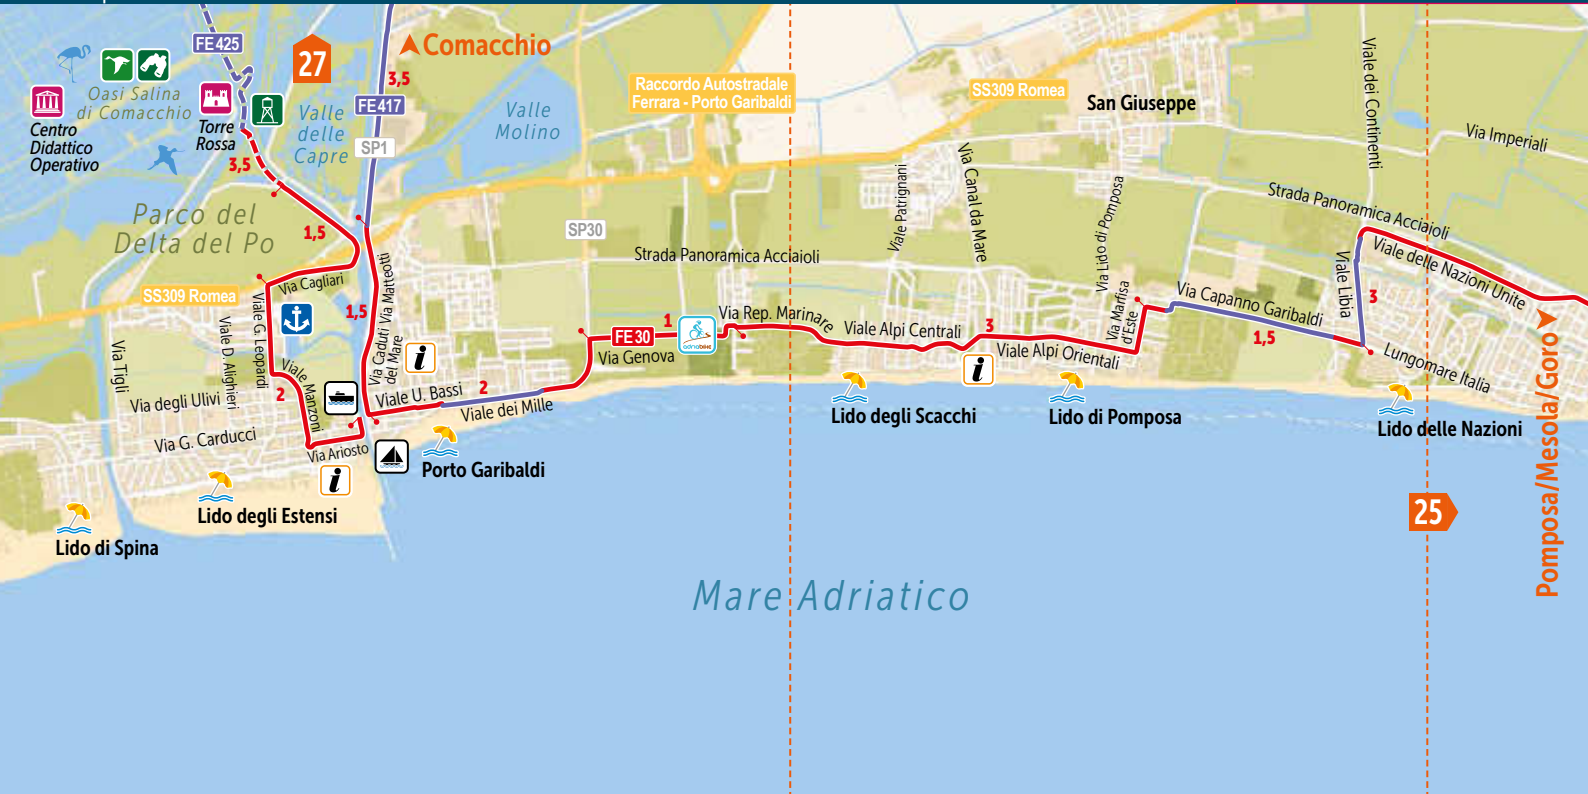 FE425
27
Comacchio
3,5
FE417
Oasi Salina
di Comacchio
Centro
Didattico
Operativo
Torre
Rossa
Valle
delle
Capre
SP1
Valle
Molino
Raccordo Autostradale
Ferrara - Porto Garibaldi
SS309 Romea
San Giuseppe
Viale dei Continenti
Via Imperiali
3,5
Parco del
Delta del Po
1,5
SP30
Strada Panoramica Acciaioli
Viale Patrignani
Via Canal da Mare
Via Lido di Pomposa
Strada Panoramica Acciaioli
Viale delle Nazioni Unite
SS309 Romea
Via Cagliari
Viale G. Leopardi
Viale D. Alighieri
Via Tigli
1,5
Via Caduti
del Mare
Via Matteotti
FE30
1
adriabike
Via Genova
Via Rep. Marinare
Viale Alpi Centrali
3
Viale Alpi Orientali
Via Marfisa
d'Este
Via Capanno Garibaldi
1,5
Viale Libia
3
Lungomare Italia
Viale
Manzoni
2
Via degli Ulivi
Via G. Carducci
Via Ariosto
i
i
Viale U. Bassi
2
Viale dei Mille
i
Porto Garibaldi
Lido degli Scacchi
Lido di Pomposa
Lido delle Nazioni
Lido degli Estensi
Lido di Spina
25
Pomposa/Mesola/Goro
Mare Adriatico